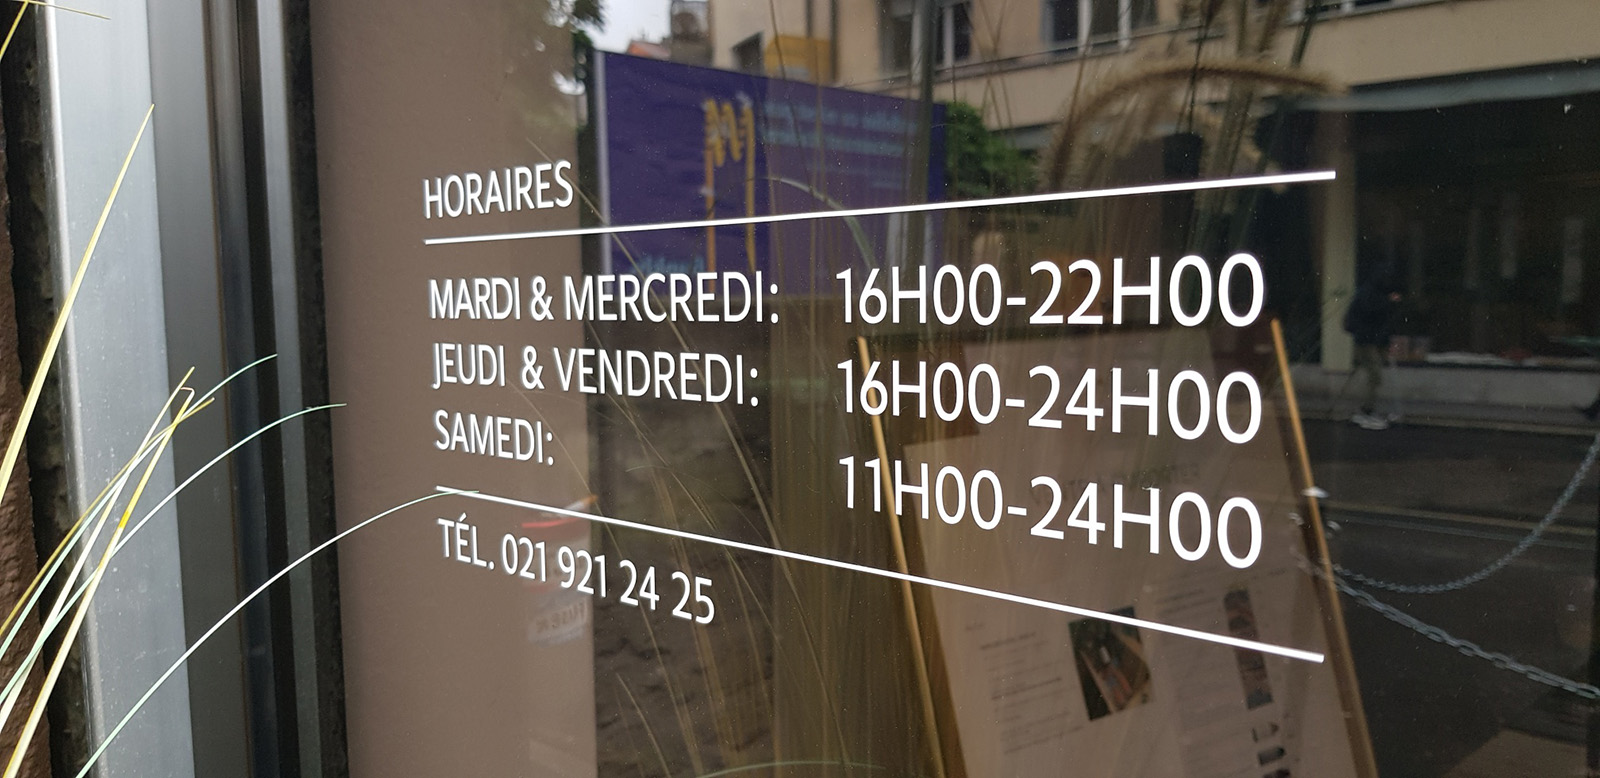 HORAIRES
MARDI & MERCREDI: 16H00-22H00
JEUDI & VENDREDI: 16H00-24H00
SAMEDI: 11H00-24H00
TÉL. 021 921 24 25